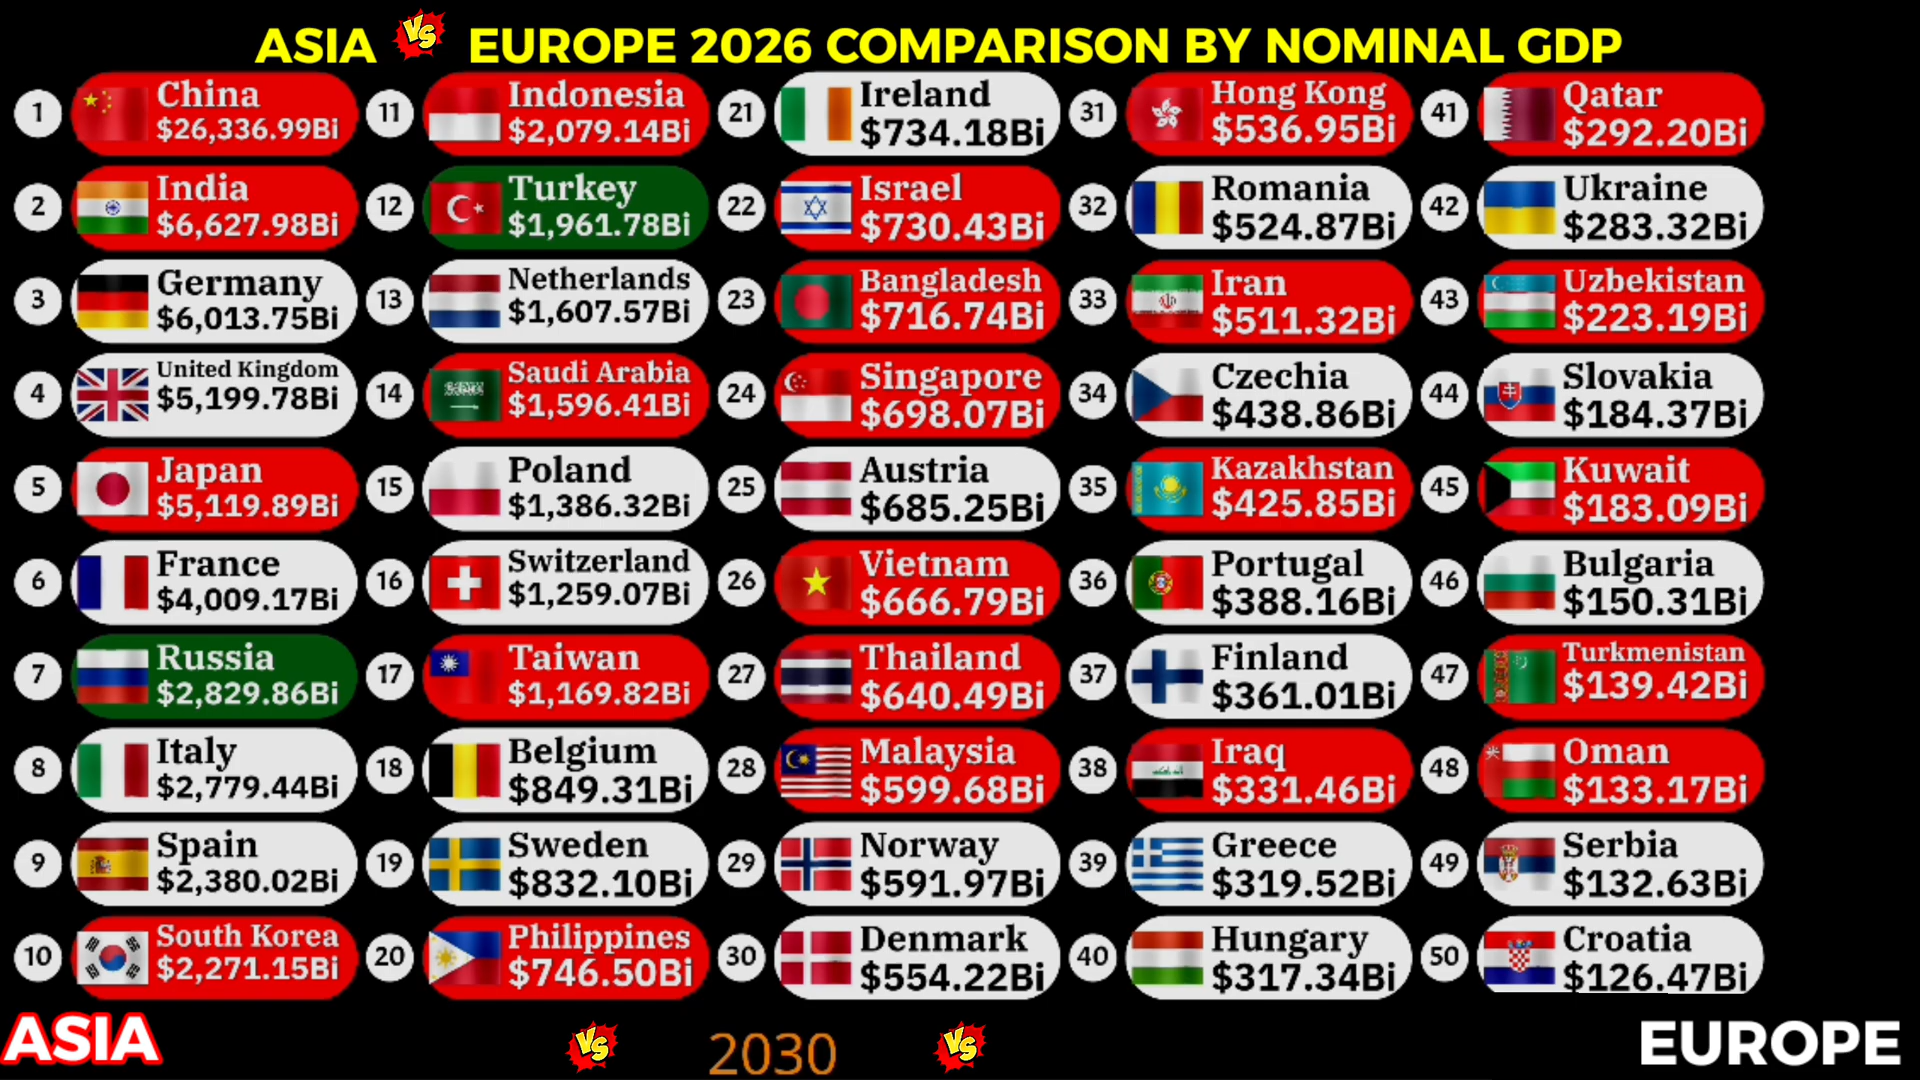 ASIA VS EUROPE 2026 COMPARISON BY NOMINAL GDP
1
China
$26,336.99Bi
2
India
$6,627.98Bi
3
Germany
$6,013.75Bi
4
United Kingdom
$5,199.78Bi
5
Japan
$5,119.89Bi
6
France
$4,009.17Bi
7
Russia
$2,829.86Bi
8
Italy
$2,779.44Bi
9
Spain
$2,380.02Bi
10
South Korea
$2,271.15Bi
11
Indonesia
$2,079.14Bi
12
Turkey
$1,961.78Bi
13
Netherlands
$1,607.57Bi
14
Saudi Arabia
$1,596.41Bi
15
Poland
$1,386.32Bi
16
Switzerland
$1,259.07Bi
17
Taiwan
$1,169.82Bi
18
Belgium
$849.31Bi
19
Sweden
$832.10Bi
20
Philippines
$746.50Bi
21
Ireland
$734.18Bi
22
Israel
$730.43Bi
23
Bangladesh
$716.74Bi
24
Singapore
$698.07Bi
25
Austria
$685.25Bi
26
Vietnam
$666.79Bi
27
Thailand
$640.49Bi
28
Malaysia
$599.68Bi
29
Norway
$591.97Bi
30
Denmark
$554.22Bi
31
Hong Kong
$536.95Bi
32
Romania
$524.87Bi
33
Iran
$511.32Bi
34
Czechia
$438.86Bi
35
Kazakhstan
$425.85Bi
36
Portugal
$388.16Bi
37
Finland
$361.01Bi
38
Iraq
$331.46Bi
39
Greece
$319.52Bi
40
Hungary
$317.34Bi
41
Qatar
$292.20Bi
42
Ukraine
$283.32Bi
43
Uzbekistan
$223.19Bi
44
Slovakia
$184.37Bi
45
Kuwait
$183.09Bi
46
Bulgaria
$150.31Bi
47
Turkmenistan
$139.42Bi
48
Oman
$133.17Bi
49
Serbia
$132.63Bi
50
Croatia
$126.47Bi
ASIA VS 2030 VS EUROPE